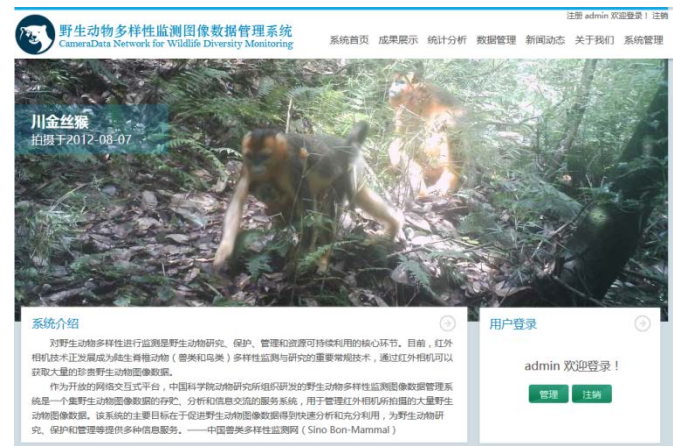 注册 admin 欢迎登录！ 注销
野生动物多样性监测图像数据管理系统
CameraData Network for Wildlife Diversity Monitoring
系统首页 成果展示 统计分析 数据管理 新闻动态 关于我们 系统管理
川金丝猴
拍摄于2012-08-07
系统介绍
对野生动物多样性进行监测是野生动物研究、保护、管理和资源可持续利用的核心环节。目前，红外
相机技术正发展成为陆生脊椎动物（兽类和鸟类）多样性监测与研究的重要常规技术，通过红外相机可以
获取大量的珍贵野生动物图像数据。
作为开放的网络交互式平台，中国科学院动物研究所组织研发的野生动物多样性监测图像数据管理系
统是一个集野生动物图像数据的存贮、分析和信息交流的服务系统，用于管理红外机所拍摄的大量野生
动物图像数据。该系统的主要目标在于促进野生动物图像数据得到快速分析和充分利用，为野生动物研
究、保护和管理等提供多种信息服务。——中国兽类多样性监测网（Sino Bon-Mammal）
用户登录
admin 欢迎登录！
管理 注销